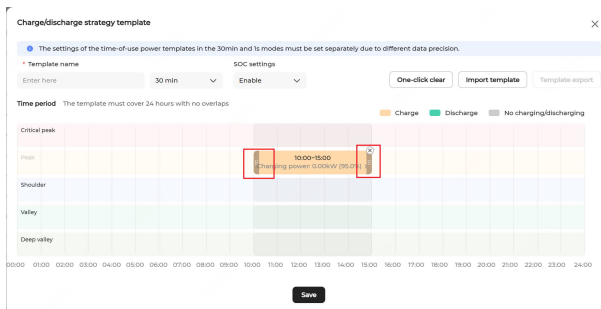 Charge/discharge strategy template
The settings of the time-of-use power templates in the 30min and 1s modes must be set separately due to different data precision.
* Template name
SOC settings
Enter here
30 min
Enable
One-click clear
Import template
Template export
Time period The template must cover 24 hours with no overlaps
Charge
Discharge
No charging/discharging
Critical peak
Peak
10:00~15:00
Charging power: 0.00kW (95.0%)
Shoulder
Valley
Deep valley
00:00 01:00 02:00 03:00 04:00 05:00 06:00 07:00 08:00 09:00 10:00 11:00 12:00 13:00 14:00 15:00 16:00 17:00 18:00 19:00 20:00 21:00 22:00 23:00 24:00
Save